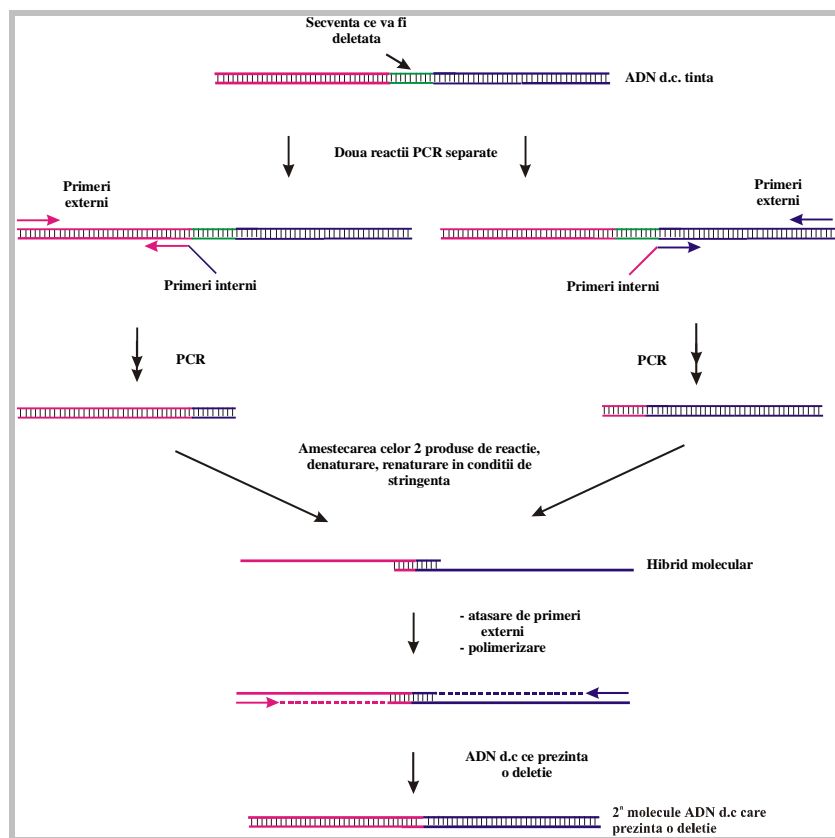 Secventa ce va fi
deletata
ADN d.c. tinta
Doua reactii PCR separate
Primeri
externi
Primeri
externi
Primeri interni
Primeri interni
PCR
PCR
Amestecarea celor 2 produse de reactie,
denaturare, renaturare in conditii de
stringenta
Hibrid molecular
- atasare de primeri
externi
- polimerizare
ADN d.c ce prezinta
o deletie
2ⁿ molecule ADN d.c care
prezinta o deletie